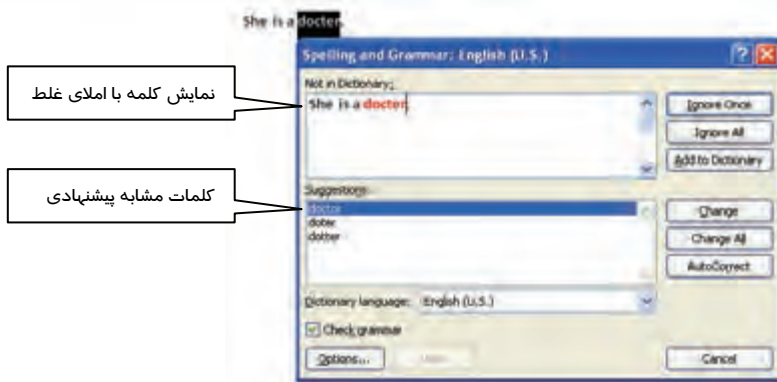 She is a docter.
Spelling and Grammar: English (U.S.)
Not in Dictionary:
She is a docter.
Ignore Once
Ignore All
Add to Dictionary
نمایش کلمه با املای غلط
Suggestions:
doctor
doter
dotter
Change
Change All
AutoCorrect
کلمات مشابه پیشنهادی
Dictionary language: English (U.S.)
Check grammar
Options...
Cancel